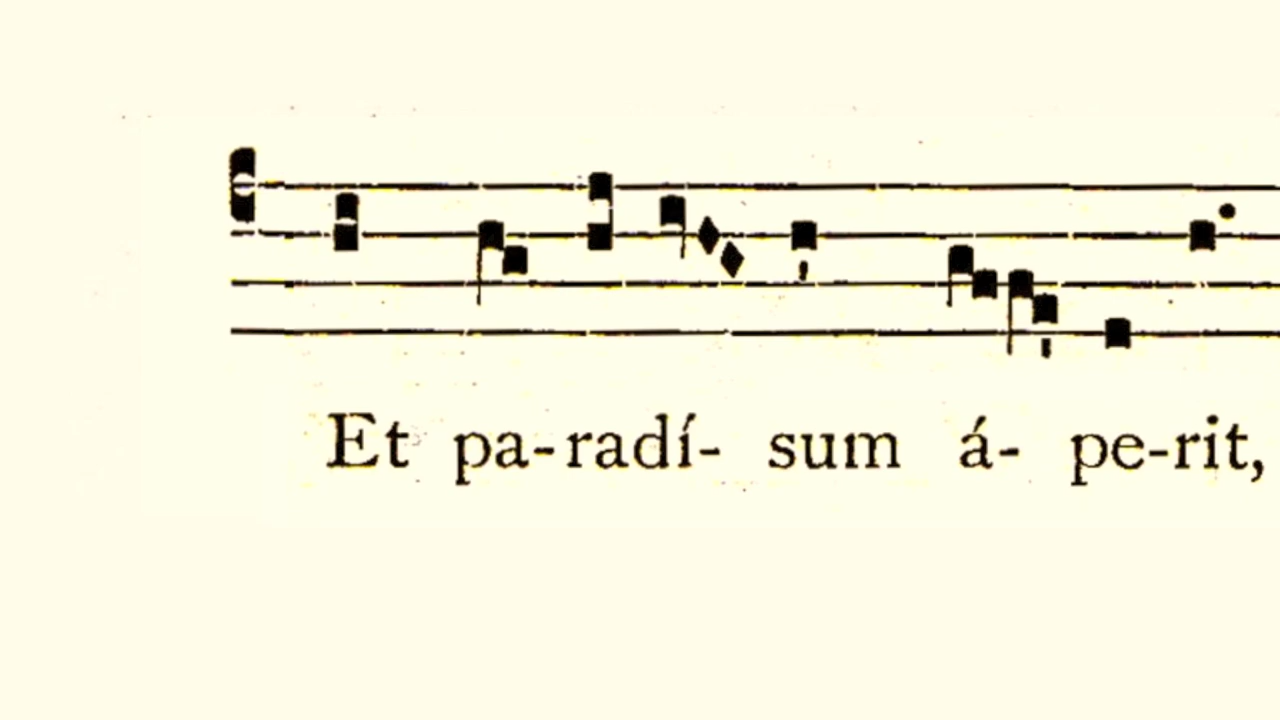 Et pa-radí- sum á- pe-rit,